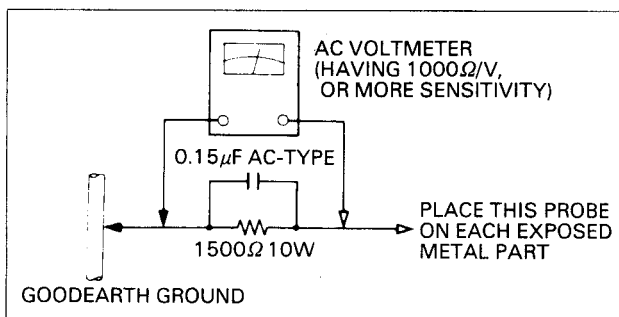 AC VOLTMETER
(HAVING 1000Ω/V,
OR MORE SENSITIVITY)
0.15µF AC-TYPE
1500Ω 10W
PLACE THIS PROBE
ON EACH EXPOSED
METAL PART
GOODEARTH GROUND